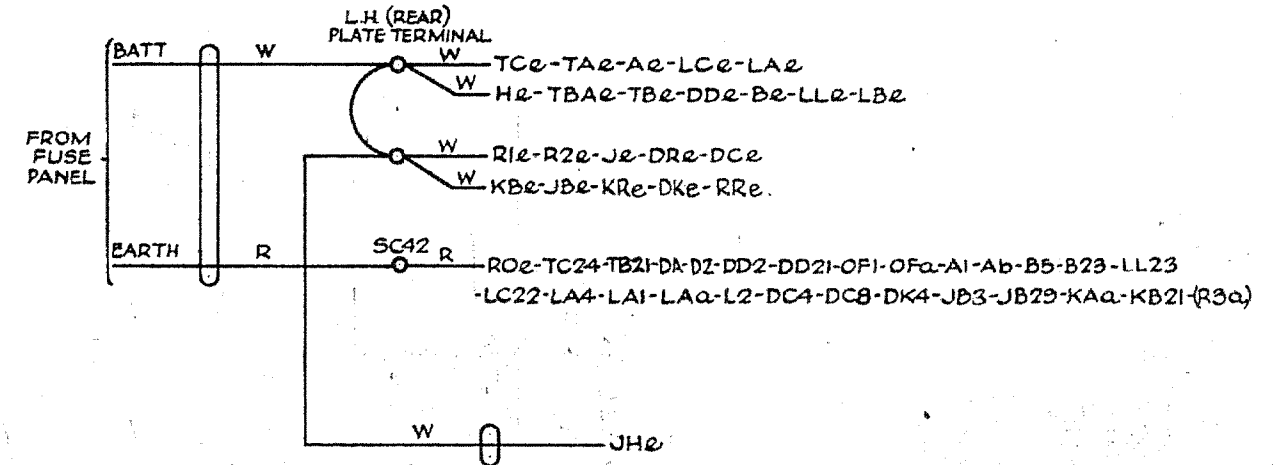 L.H. (REAR)
PLATE TERMINAL
BATT W W TCe-TAe-Ae-LCe-LAe
W He-TBAe-TBe-DDe-Be-LLe-LBe
FROM
FUSE
PANEL
W R1e-R2e-Je-DRe-DCe
W KBe-JBe-KRe-DKe-RRe.
EARTH R SC42 R ROe-TC24-TB21-DA-D2-DD2-DD21-OF1-OFa-A1-Ab-B5-B23-LL23
-LC22-LA4-LA1-LAa-L2-DC4-DC8-DK4-JB3-JB29-KAa-KB21-(R3a)
W JHe